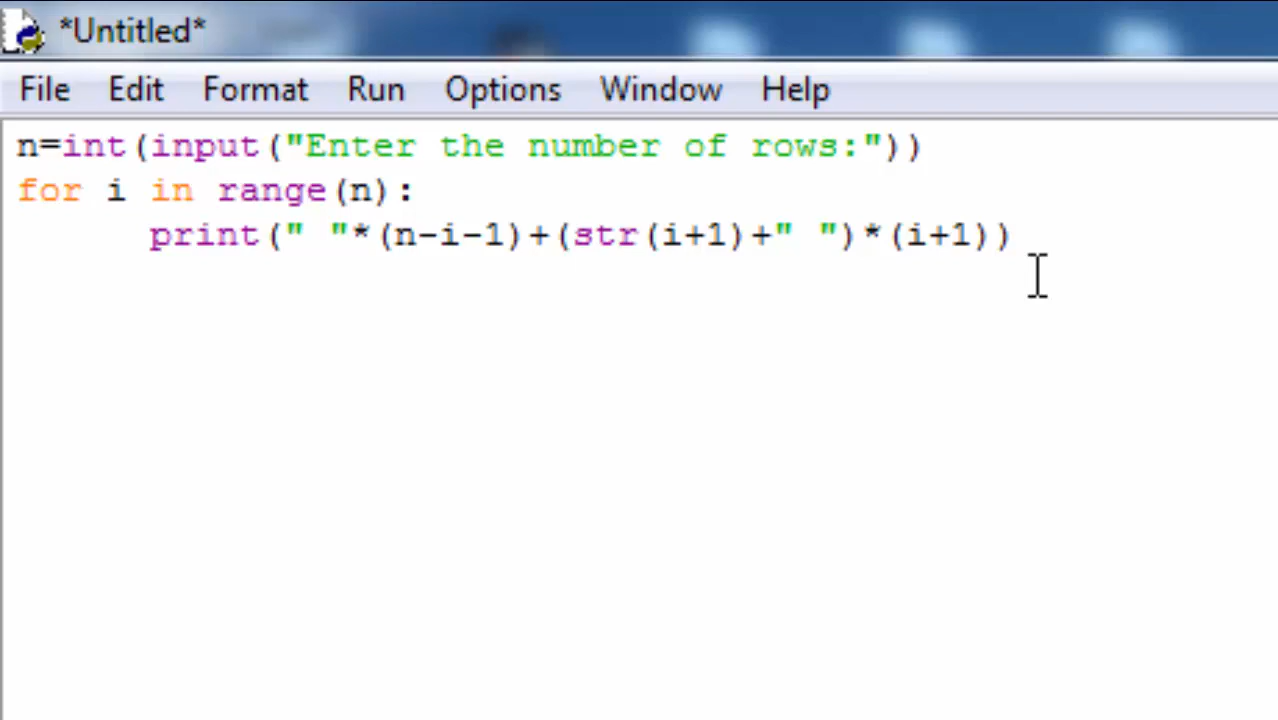 *Untitled*
File Edit Format Run Options Window Help
n=int(input("Enter the number of rows:"))
for i in range(n):
      print(" "*(n-i-1)+(str(i+1)+" ")*(i+1))